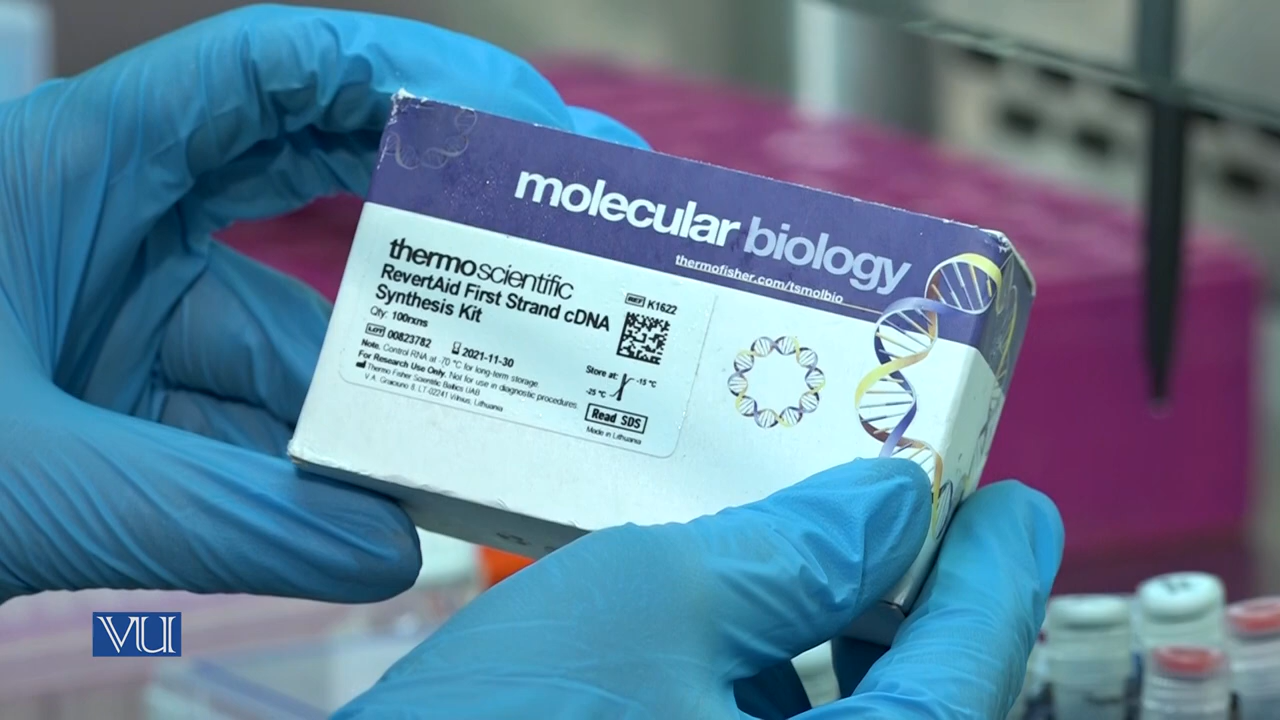 molecular biology
thermofisher.com/tsmolbio
thermo scientific
RevertAid First Strand cDNA
Synthesis Kit
REF K1622
Qty: 100rxns
LOT 00823782
2021-11-30
Note. Control RNA at -70 °C for long-term storage.
For Research Use Only. Not for use in diagnostic procedures.
Thermo Fisher Scientific Baltics UAB
V.A. Graiciuno 8, LT-02241 Vilnius, Lithuania
Store at:
-15 °C
-25 °C
Read SDS
Made in Lithuania
VU